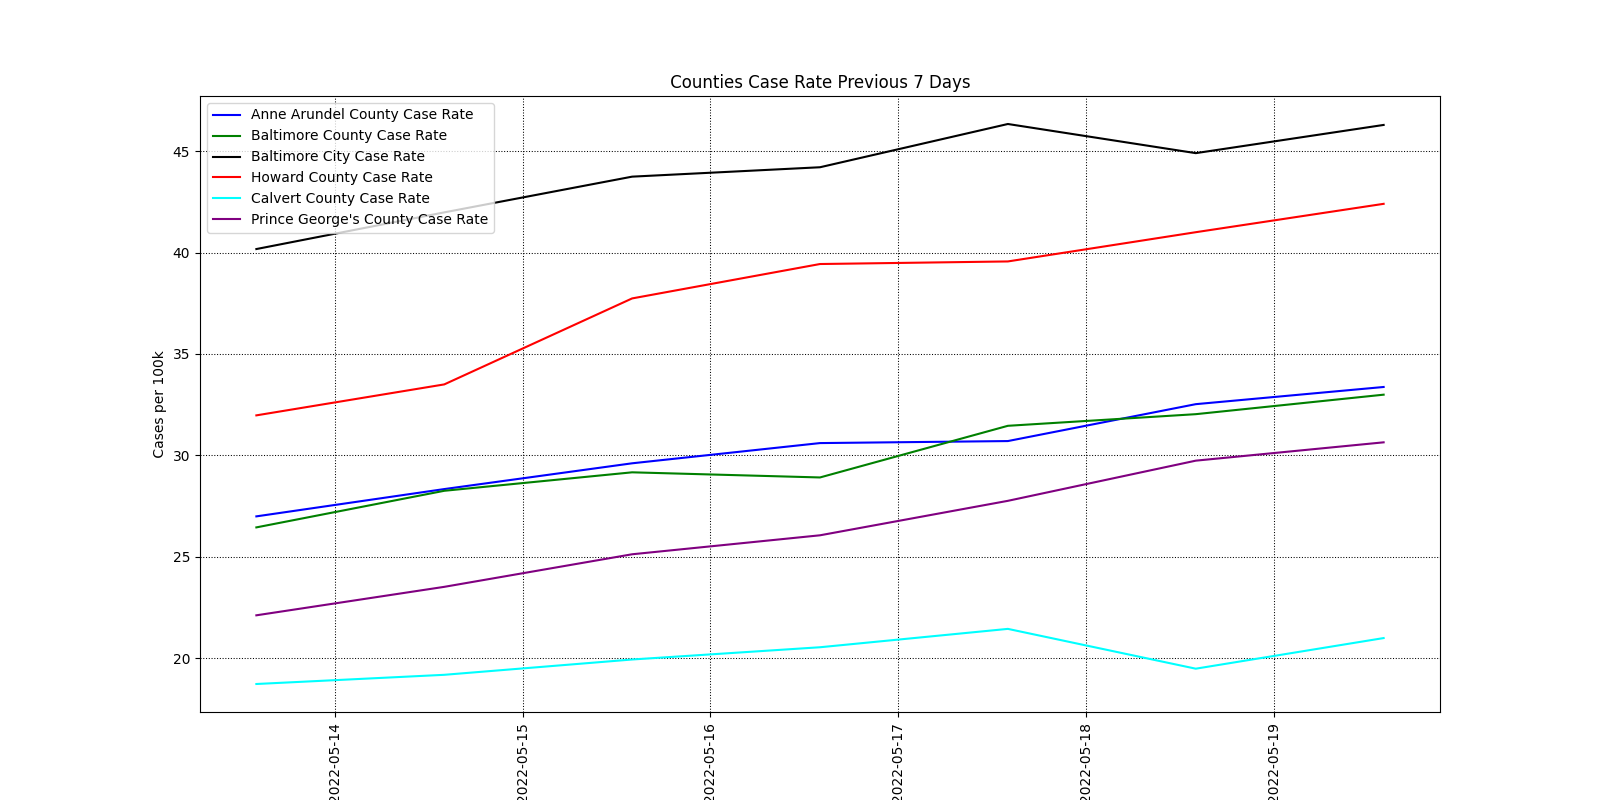 Counties Case Rate Previous 7 Days
Anne Arundel County Case Rate
Baltimore County Case Rate
Baltimore City Case Rate
Howard County Case Rate
Calvert County Case Rate
Prince George's County Case Rate
Cases per 100k
45
40
35
30
25
20
2022-05-14
2022-05-15
2022-05-16
2022-05-17
2022-05-18
2022-05-19